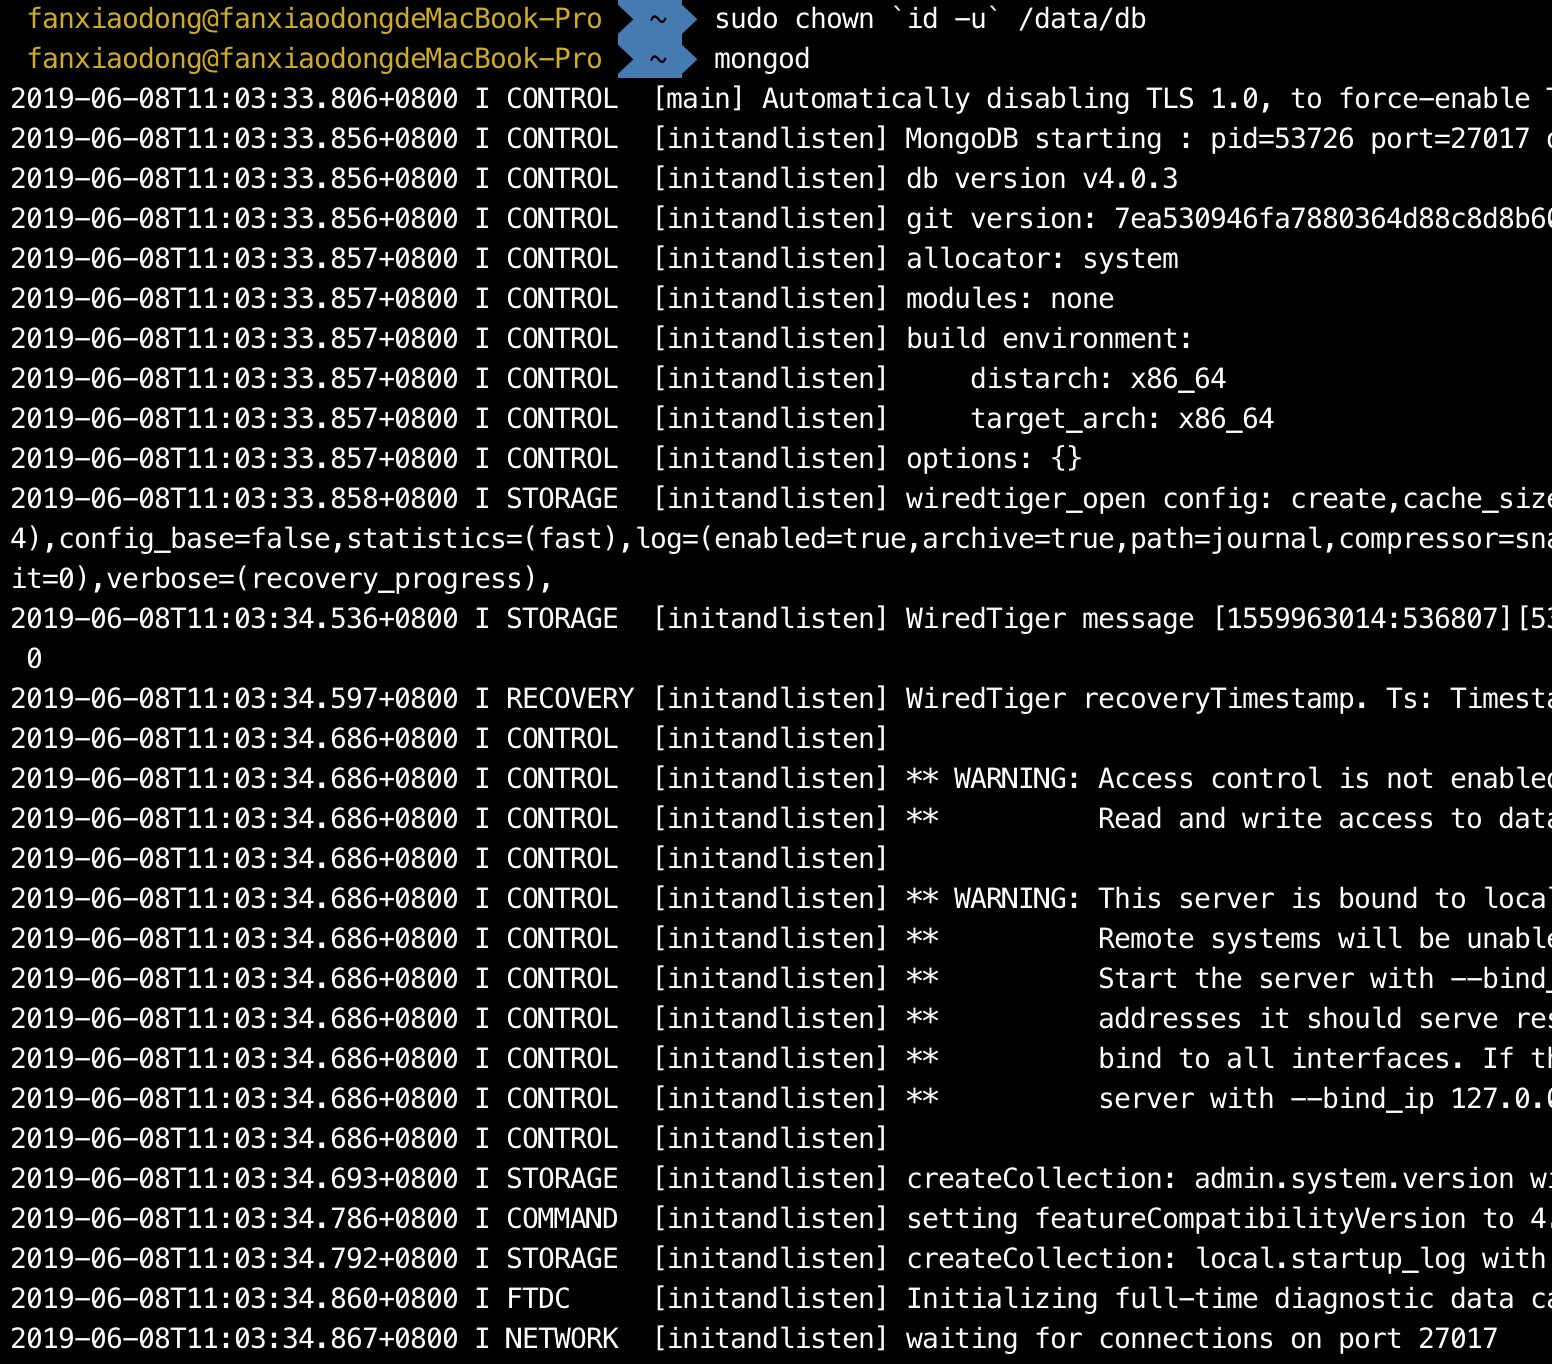 fanxiaodong@fanxiaodongdeMacBook-Pro ~ sudo chown `id -u` /data/db
fanxiaodong@fanxiaodongdeMacBook-Pro ~ mongod
2019-06-08T11:03:33.806+0800 I CONTROL  [main] Automatically disabling TLS 1.0, to force-enable
2019-06-08T11:03:33.856+0800 I CONTROL  [initandlisten] MongoDB starting : pid=53726 port=27017
2019-06-08T11:03:33.856+0800 I CONTROL  [initandlisten] db version v4.0.3
2019-06-08T11:03:33.856+0800 I CONTROL  [initandlisten] git version: 7ea530946fa7880364d88c8d8b6
2019-06-08T11:03:33.857+0800 I CONTROL  [initandlisten] allocator: system
2019-06-08T11:03:33.857+0800 I CONTROL  [initandlisten] modules: none
2019-06-08T11:03:33.857+0800 I CONTROL  [initandlisten] build environment:
2019-06-08T11:03:33.857+0800 I CONTROL  [initandlisten]     distarch: x86_64
2019-06-08T11:03:33.857+0800 I CONTROL  [initandlisten]     target_arch: x86_64
2019-06-08T11:03:33.857+0800 I CONTROL  [initandlisten] options: {}
2019-06-08T11:03:33.858+0800 I STORAGE  [initandlisten] wiredtiger_open config: create,cache_size
4),config_base=false,statistics=(fast),log=(enabled=true,archive=true,path=journal,compressor=sna
it=0),verbose=(recovery_progress),
2019-06-08T11:03:34.536+0800 I STORAGE  [initandlisten] WiredTiger message [1559963014:536807][53
 0
2019-06-08T11:03:34.597+0800 I RECOVERY [initandlisten] WiredTiger recoveryTimestamp. Ts: Timesta
2019-06-08T11:03:34.686+0800 I CONTROL  [initandlisten]
2019-06-08T11:03:34.686+0800 I CONTROL  [initandlisten] ** WARNING: Access control is not enabled
2019-06-08T11:03:34.686+0800 I CONTROL  [initandlisten] **          Read and write access to data
2019-06-08T11:03:34.686+0800 I CONTROL  [initandlisten]
2019-06-08T11:03:34.686+0800 I CONTROL  [initandlisten] ** WARNING: This server is bound to local
2019-06-08T11:03:34.686+0800 I CONTROL  [initandlisten] **          Remote systems will be unable
2019-06-08T11:03:34.686+0800 I CONTROL  [initandlisten] **          Start the server with --bind_
2019-06-08T11:03:34.686+0800 I CONTROL  [initandlisten] **          addresses it should serve res
2019-06-08T11:03:34.686+0800 I CONTROL  [initandlisten] **          bind to all interfaces. If th
2019-06-08T11:03:34.686+0800 I CONTROL  [initandlisten] **          server with --bind_ip 127.0.0
2019-06-08T11:03:34.686+0800 I CONTROL  [initandlisten]
2019-06-08T11:03:34.693+0800 I STORAGE  [initandlisten] createCollection: admin.system.version wi
2019-06-08T11:03:34.786+0800 I COMMAND  [initandlisten] setting featureCompatibilityVersion to 4.
2019-06-08T11:03:34.792+0800 I STORAGE  [initandlisten] createCollection: local.startup_log with
2019-06-08T11:03:34.860+0800 I FTDC     [initandlisten] Initializing full-time diagnostic data ca
2019-06-08T11:03:34.867+0800 I NETWORK  [initandlisten] waiting for connections on port 27017